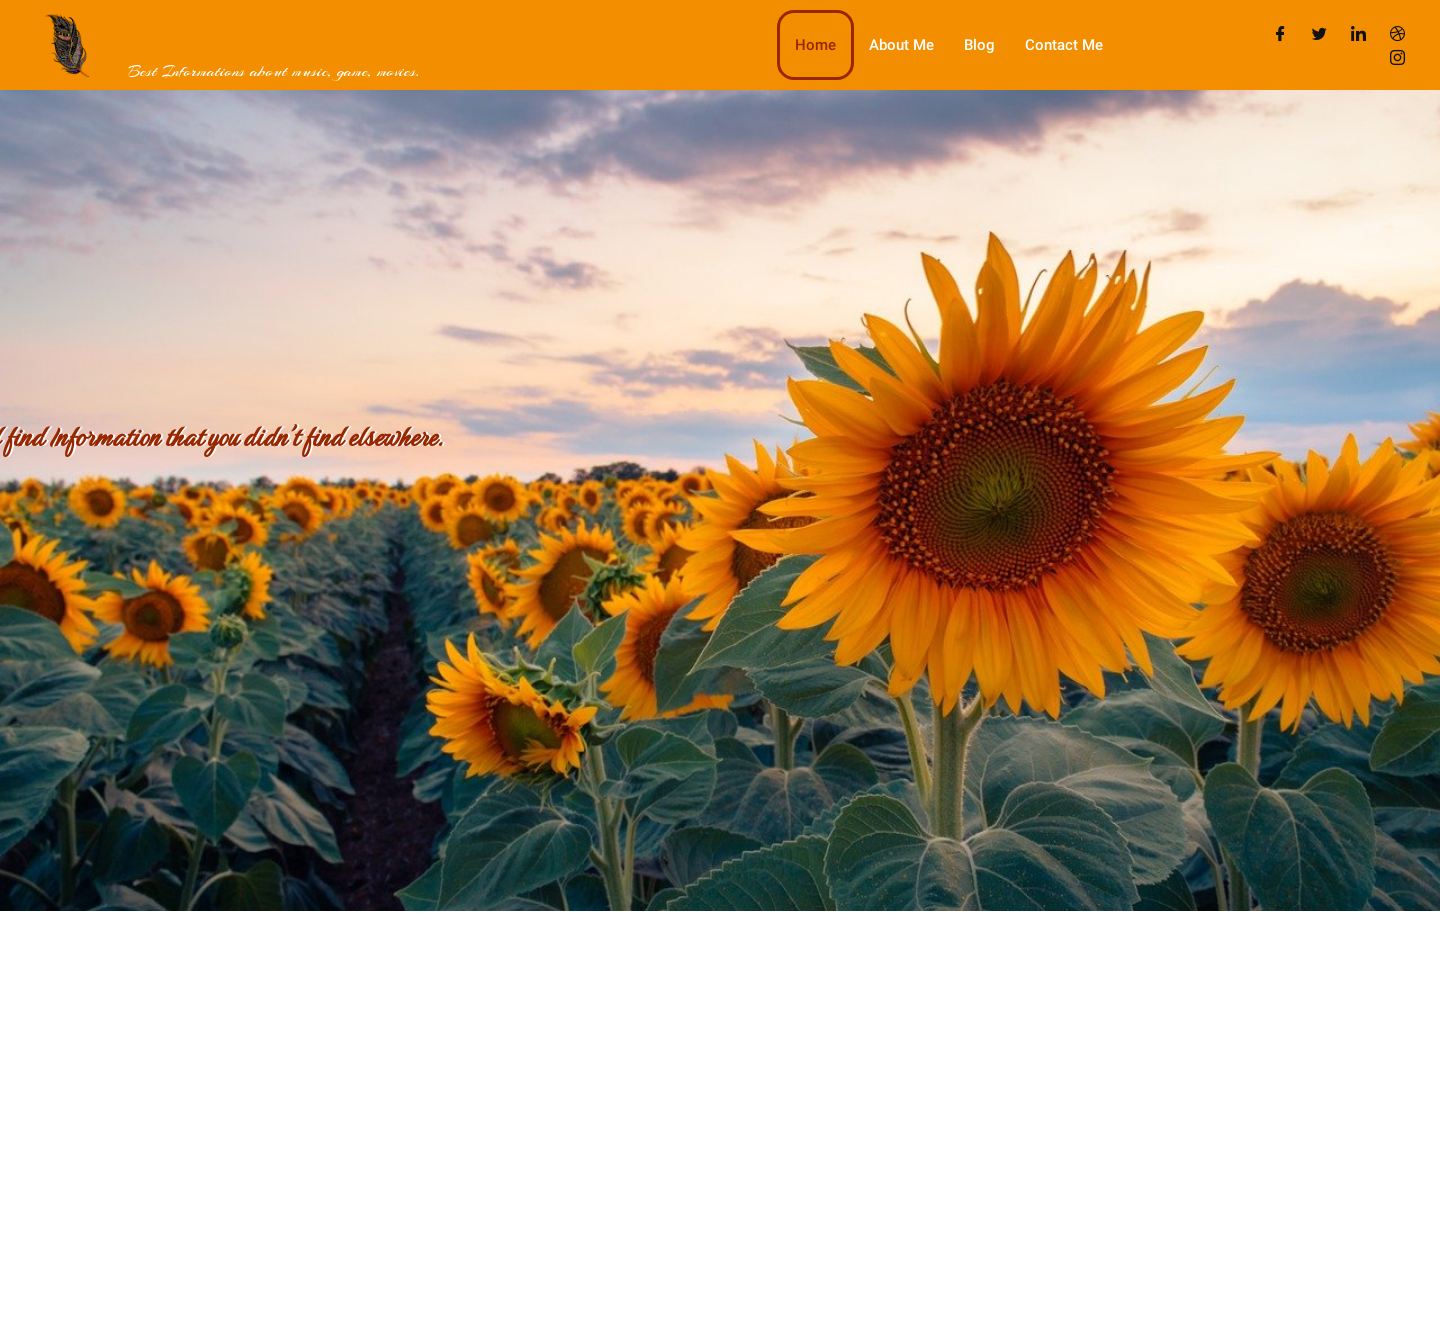 Best Informations about music, game, movies.
Home About Me Blog Contact Me
find Information that you didn't find elsewhere.